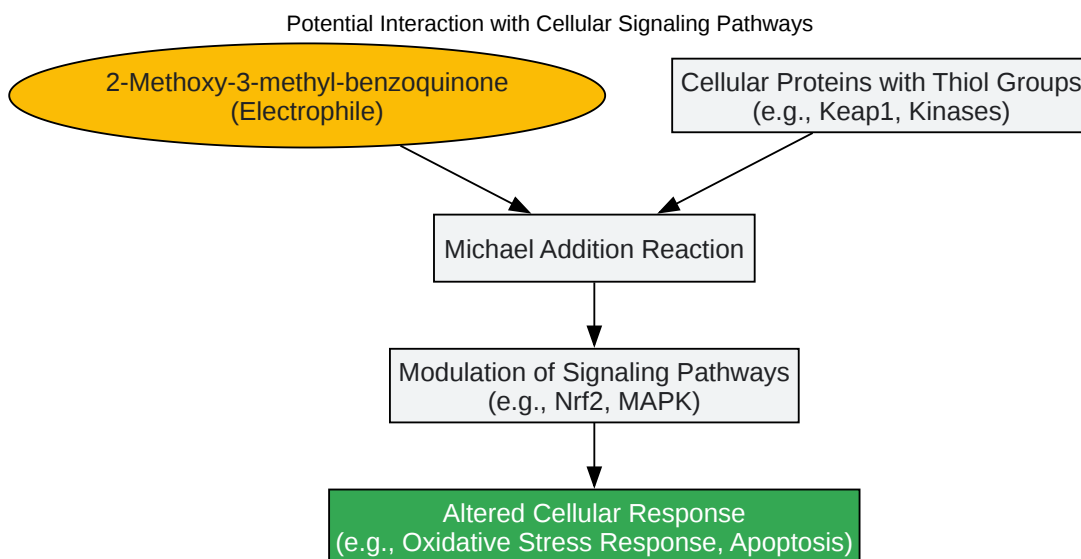 Potential Interaction with Cellular Signaling Pathways
2-Methoxy-3-methyl-benzoquinone
(Electrophile)
Cellular Proteins with Thiol Groups
(e.g., Keap1, Kinases)
Michael Addition Reaction
Modulation of Signaling Pathways
(e.g., Nrf2, MAPK)
Altered Cellular Response
(e.g., Oxidative Stress Response, Apoptosis)